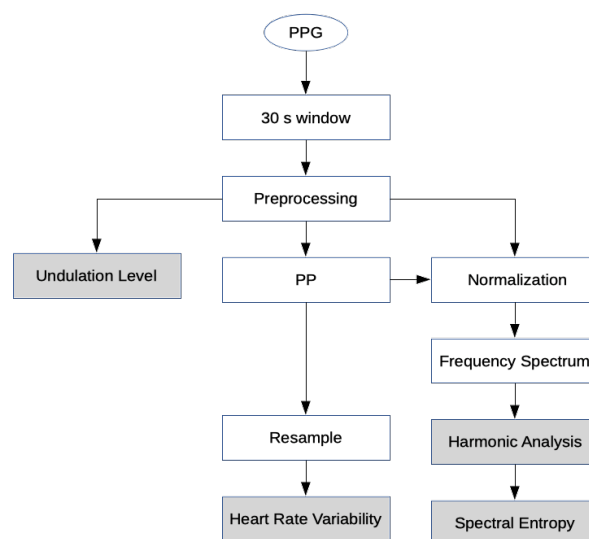 PPG
30 s window
Preprocessing
Undulation Level
PP
Normalization
Frequency Spectrum
Resample
Harmonic Analysis
Heart Rate Variability
Spectral Entropy